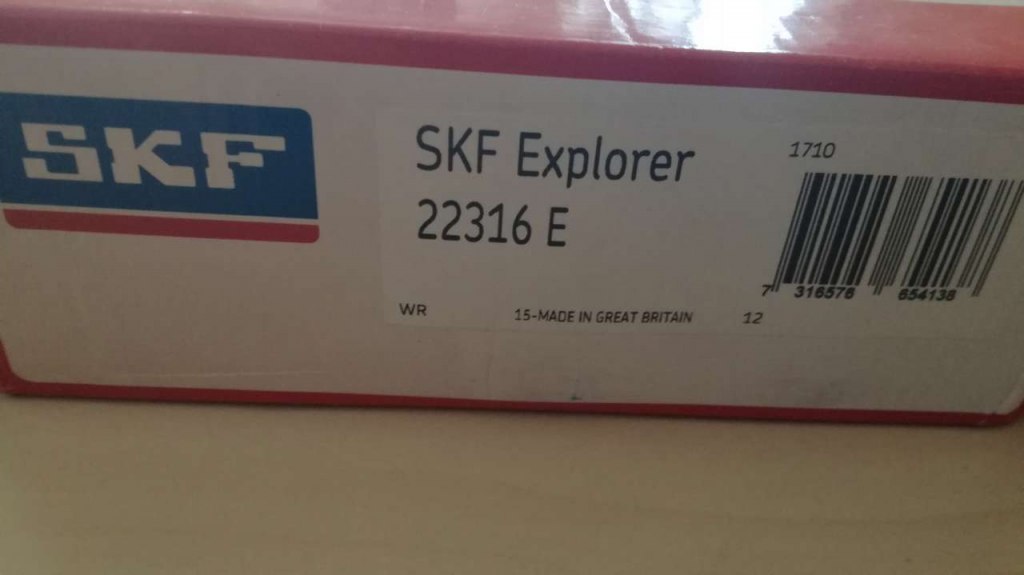 SKF
SKF Explorer
22316 E
WR
15-MADE IN GREAT BRITAIN
12
1710
7 316576 654138